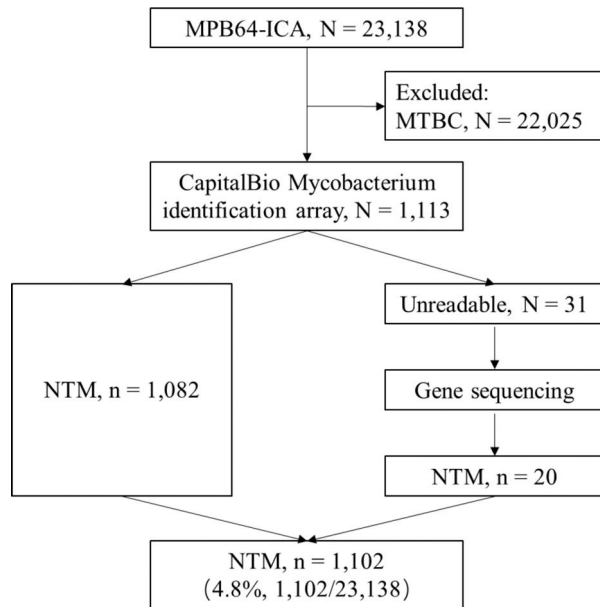 MPB64-ICA, N = 23,138
Excluded:
MTBC, N = 22,025
CapitalBio Mycobacterium
identification array, N = 1,113
Unreadable, N = 31
NTM, n = 1,082
Gene sequencing
NTM, n = 20
NTM, n = 1,102
(4.8%, 1,102/23,138)